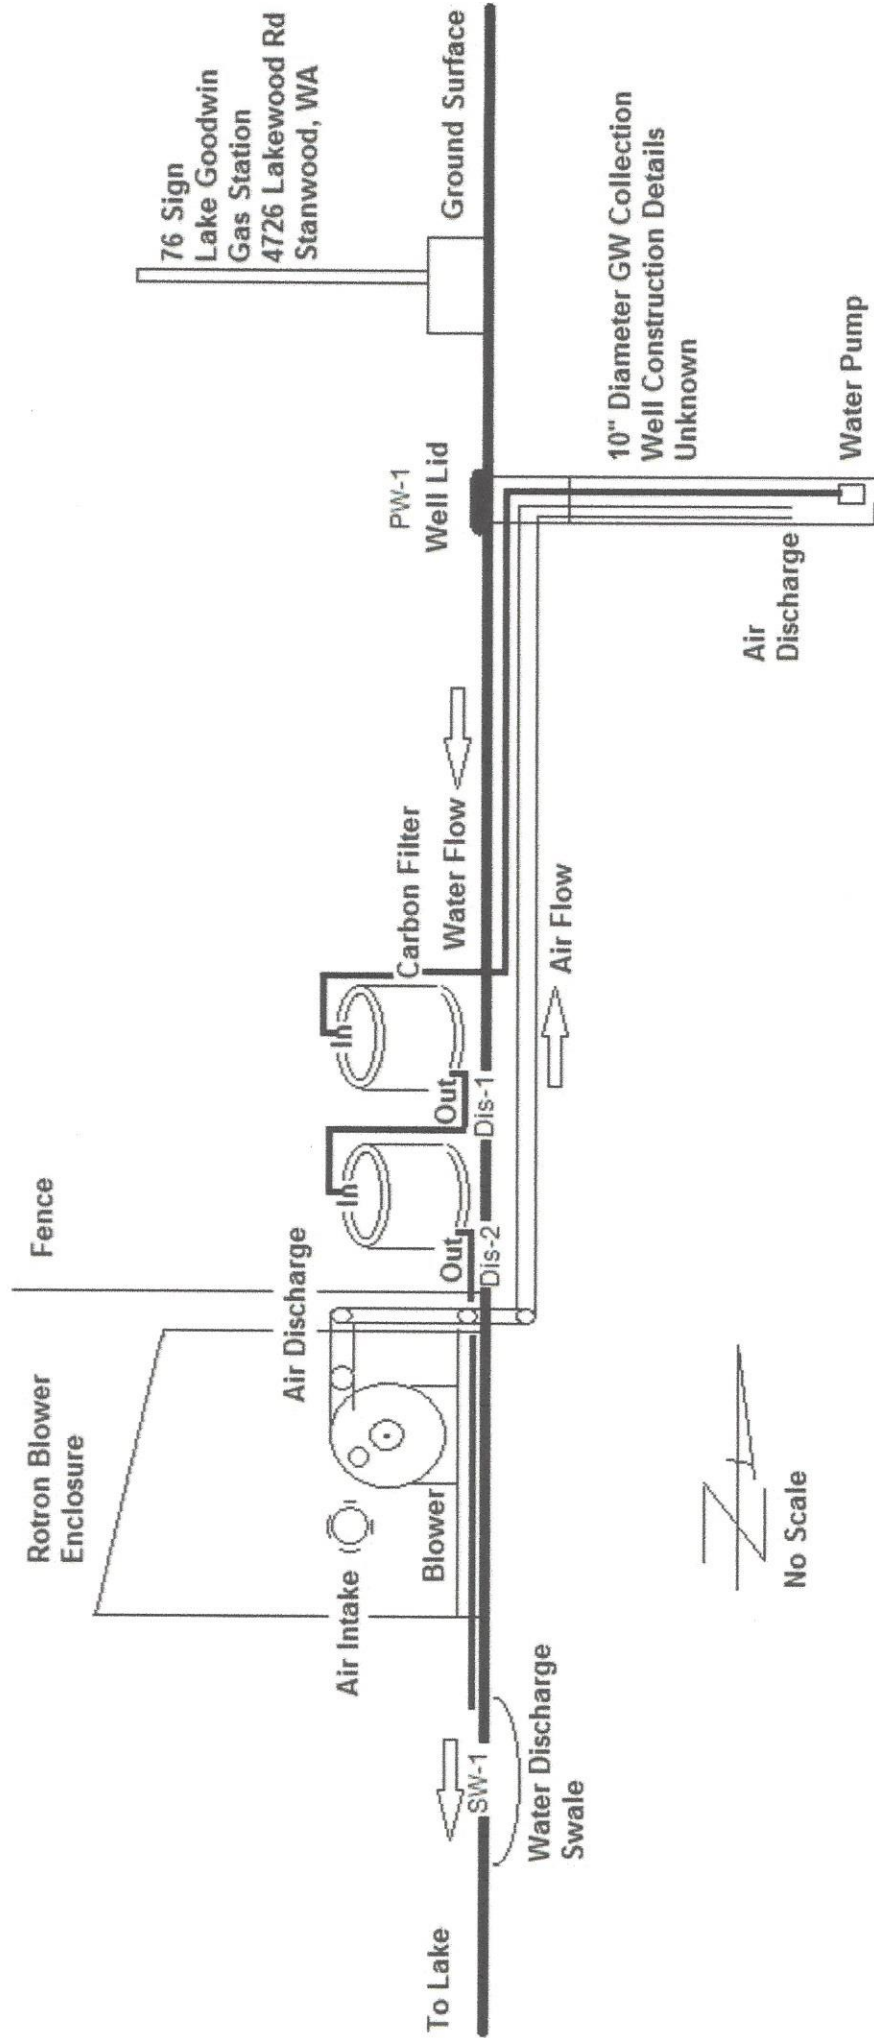 76 Sign
Lake Goodwin
Gas Station
4726 Lakewood Rd
Stanwood, WA
Ground Surface
PW-1
Well Lid
10" Diameter GW Collection
Well Construction Details
Unknown
Water Pump
Air
Discharge
Water Flow
Air Flow
Carbon Filter
In
Out
Dis-1
In
Out
Dis-2
Fence
Air Discharge
Rotron Blower
Enclosure
Blower
Air Intake
No Scale
Water Discharge
Swale
SW-1
To Lake